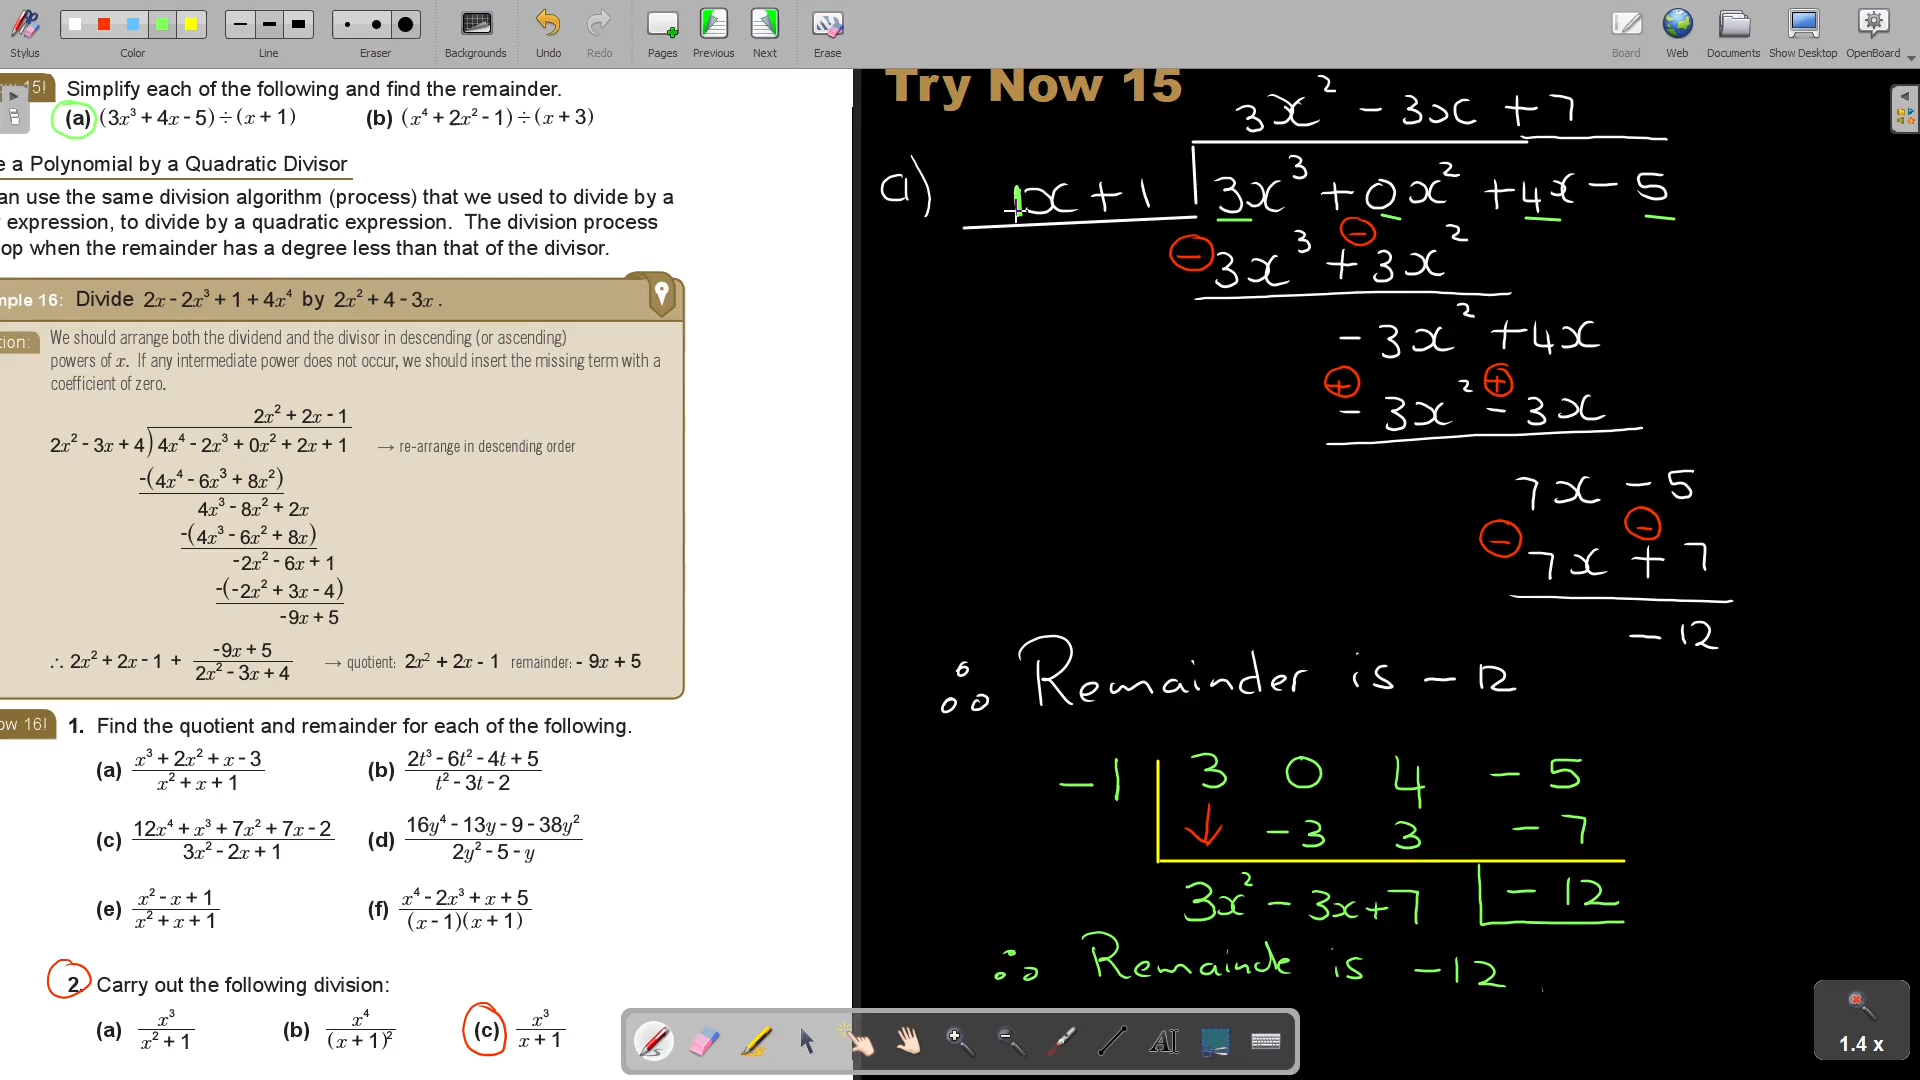 Stylus Color Line Eraser Backgrounds Undo Redo Pages Previous Next Erase Board Web Documents Show Desktop OpenBoard
ow 15! Simplify each of the following and find the remainder.
(a) (3x³ + 4x - 5) ÷ (x + 1) (b) (x⁴ + 2x² - 1) ÷ (x + 3)
e a Polynomial by a Quadratic Divisor
an use the same division algorithm (process) that we used to divide by a
expression, to divide by a quadratic expression. The division process
op when the remainder has a degree less than that of the divisor.
mple 16: Divide 2x - 2x³ + 1 + 4x⁴ by 2x² + 4 - 3x .
tion: We should arrange both the dividend and the divisor in descending (or ascending)
powers of x. If any intermediate power does not occur, we should insert the missing term with a
coefficient of zero.
2x² + 2x - 1
2x² - 3x + 4) 4x⁴ - 2x³ + 0x² + 2x + 1 → re-arrange in descending order
-(4x⁴ - 6x³ + 8x²)
4x³ - 8x² + 2x
-(4x³ - 6x² + 8x)
-2x² - 6x + 1
-(-2x² + 3x - 4)
-9x + 5
∴ 2x² + 2x - 1 + (-9x + 5)/(2x² - 3x + 4) → quotient: 2x² + 2x - 1 remainder: - 9x + 5
ow 16! 1. Find the quotient and remainder for each of the following.
(a) (x³ + 2x² + x - 3)/(x² + x + 1) (b) (2t³ - 6t² - 4t + 5)/(t² - 3t - 2)
(c) (12x⁴ + x³ + 7x² + 7x - 2)/(3x² - 2x + 1) (d) (16y⁴ - 13y - 9 - 38y²)/(2y² - 5 - y)
(e) (x² - x + 1)/(x² + x + 1) (f) (x⁴ - 2x³ + x + 5)/((x - 1)(x + 1))
2. Carry out the following division:
(a) x³/(x² + 1) (b) x⁴/(x + 1)² (c) x³/(x + 1)
Try Now 15
3x² - 3x + 7
a) 1x + 1 3x³ + 0x² + 4x - 5
- -
3x³ + 3x²
- 3x² + 4x
+ +
- 3x² - 3x
7x - 5
- -
7x + 7
- 12
∴ Remainder is - 12
-1 3 0 4 - 5
↓ - 3 3 - 7
3x² - 3x + 7 - 12
∴ Remainde is -12
AI
1.4 x